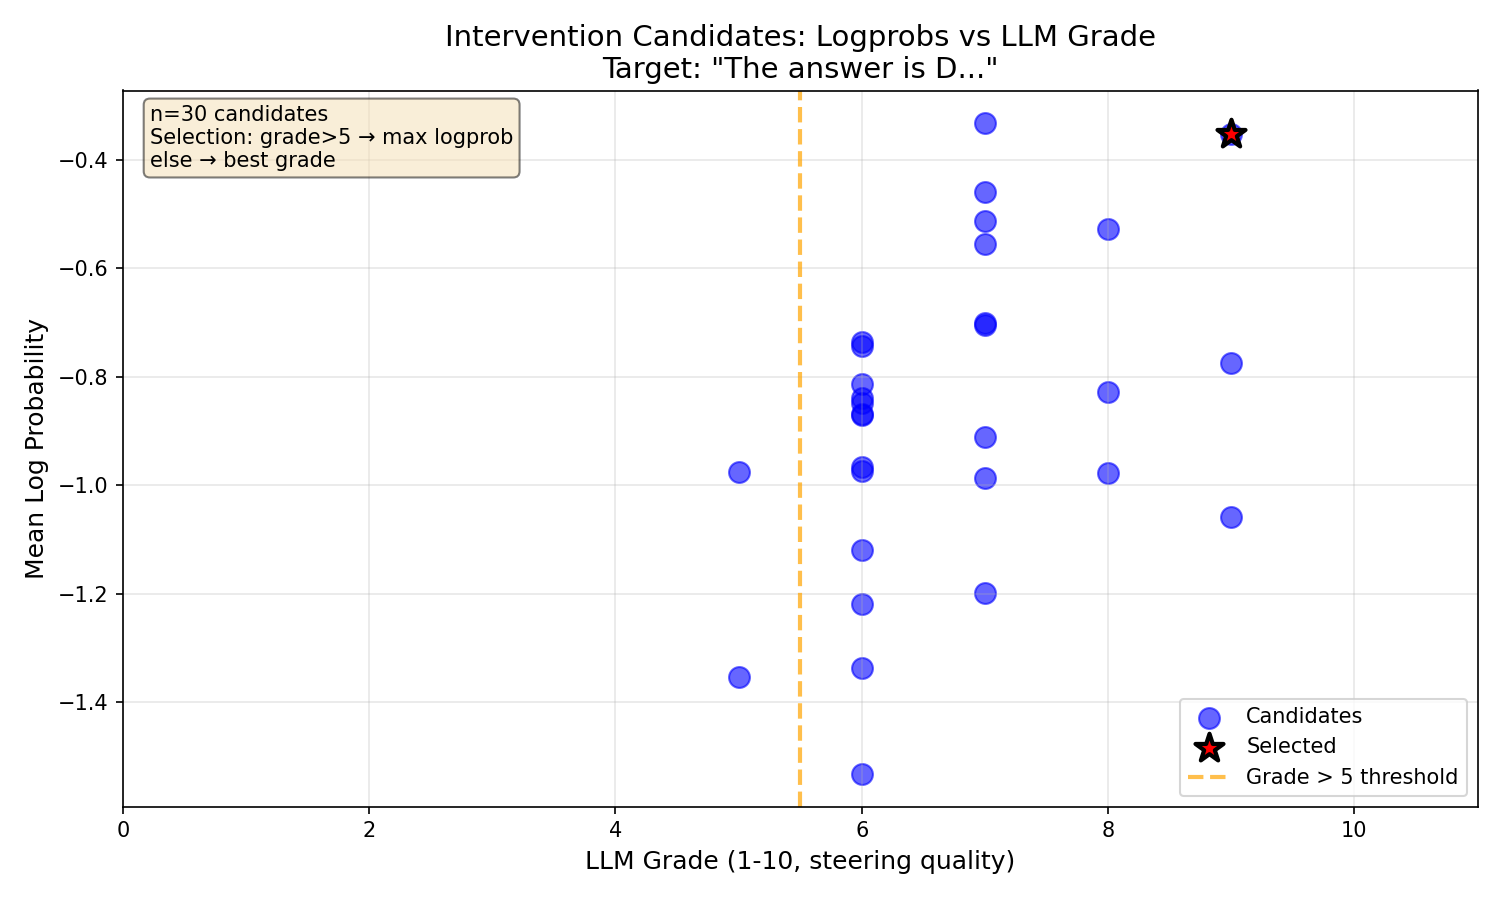 Intervention Candidates: Logprobs vs LLM Grade
Target: "The answer is D..."
n=30 candidates
Selection: grade>5 → max logprob
else → best grade
−0.4
−0.6
−0.8
−1.0
−1.2
−1.4
Mean Log Probability
Candidates
Selected
Grade > 5 threshold
0 2 4 6 8 10
LLM Grade (1-10, steering quality)